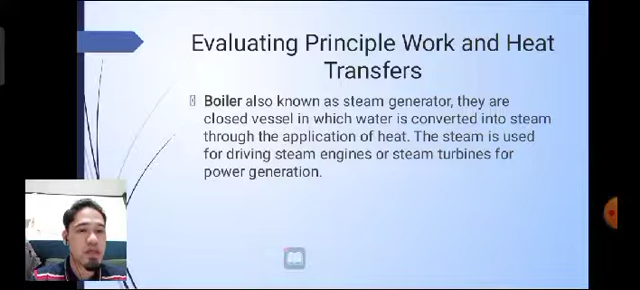 Evaluating Principle Work and Heat
Transfers
Boiler also known as steam generator, they are
closed vessel in which water is converted into steam
through the application of heat. The steam is used
for driving steam engines or steam turbines for
power generation.